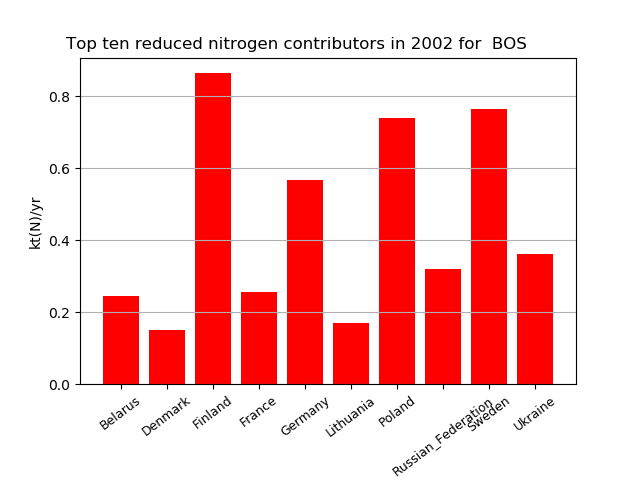 Top ten reduced nitrogen contributors in 2002 for  BOS
kt(N)/yr
0.8
0.6
0.4
0.2
0.0
Belarus
Denmark
Finland
France
Germany
Lithuania
Poland
Russian_Federation
Sweden
Ukraine